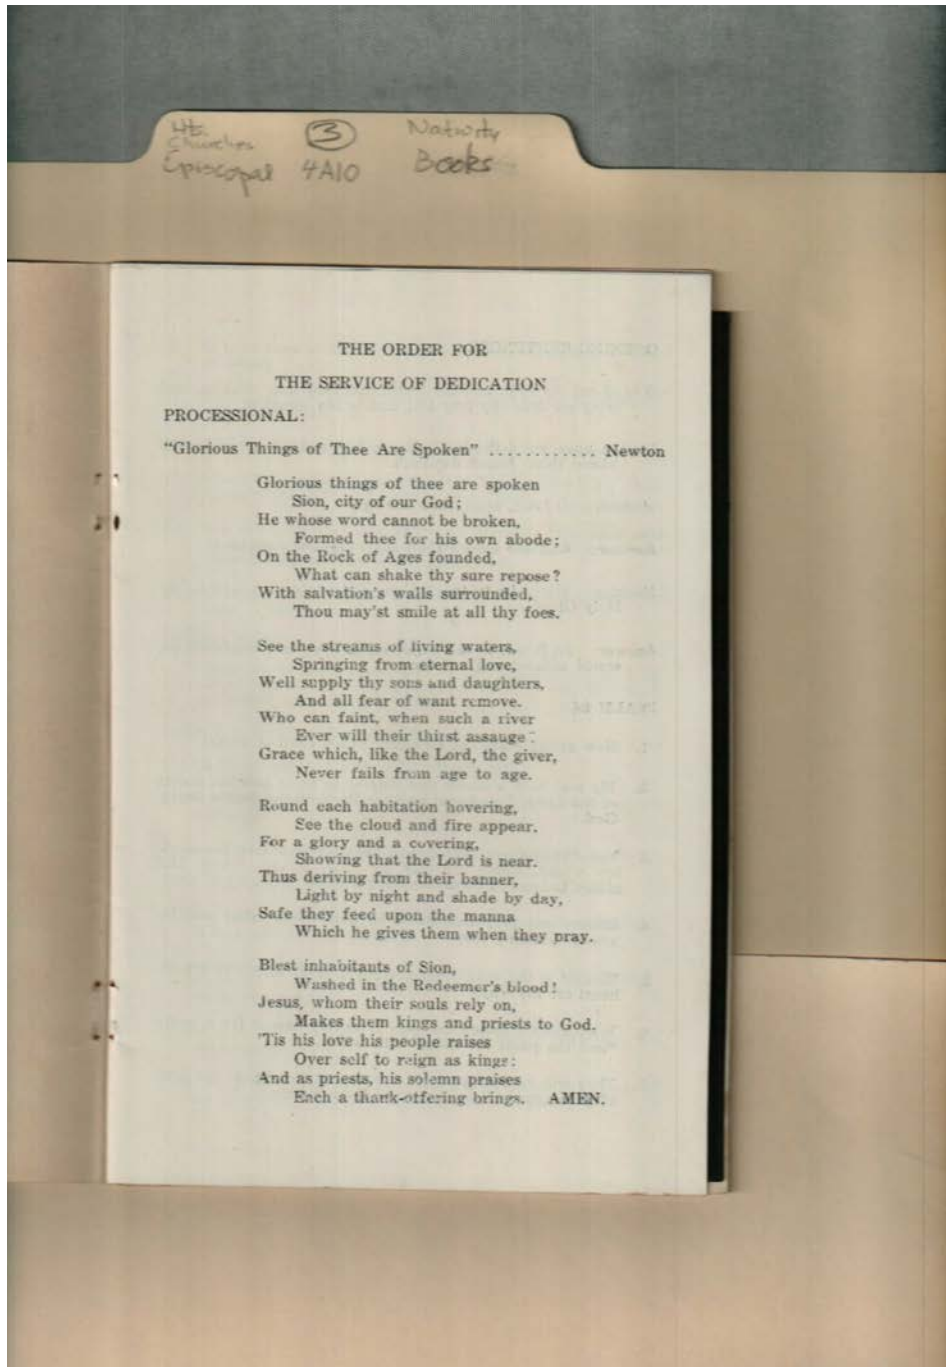 Hts. ③ Nativity
Churches
Episcopal 4A10 Books
THE ORDER FOR
THE SERVICE OF DEDICATION
PROCESSIONAL:
"Glorious Things of Thee Are Spoken" ............ Newton
Glorious things of thee are spoken
Sion, city of our God;
He whose word cannot be broken,
Formed thee for his own abode;
On the Rock of Ages founded,
What can shake thy sure repose?
With salvation's walls surrounded,
Thou may'st smile at all thy foes.
See the streams of living waters,
Springing from eternal love,
Well supply thy sons and daughters,
And all fear of want remove.
Who can faint, when such a river
Ever will their thirst assauge:
Grace which, like the Lord, the giver,
Never fails from age to age.
Round each habitation hovering,
See the cloud and fire appear.
For a glory and a covering,
Showing that the Lord is near.
Thus deriving from their banner,
Light by night and shade by day,
Safe they feed upon the manna
Which he gives them when they pray.
Blest inhabitants of Sion,
Washed in the Redeemer's blood!
Jesus, whom their souls rely on,
Makes them kings and priests to God.
'Tis his love his people raises
Over self to reign as kings:
And as priests, his solemn praises
Each a thank-offering brings. AMEN.